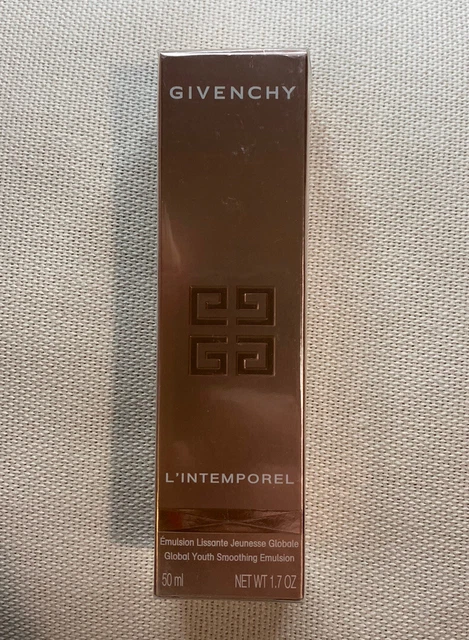 GIVENCHY
L'INTEMPOREL
Émulsion Lissante Jeunesse Globale
Global Youth Smoothing Emulsion
50 ml NET WT 1.7 OZ